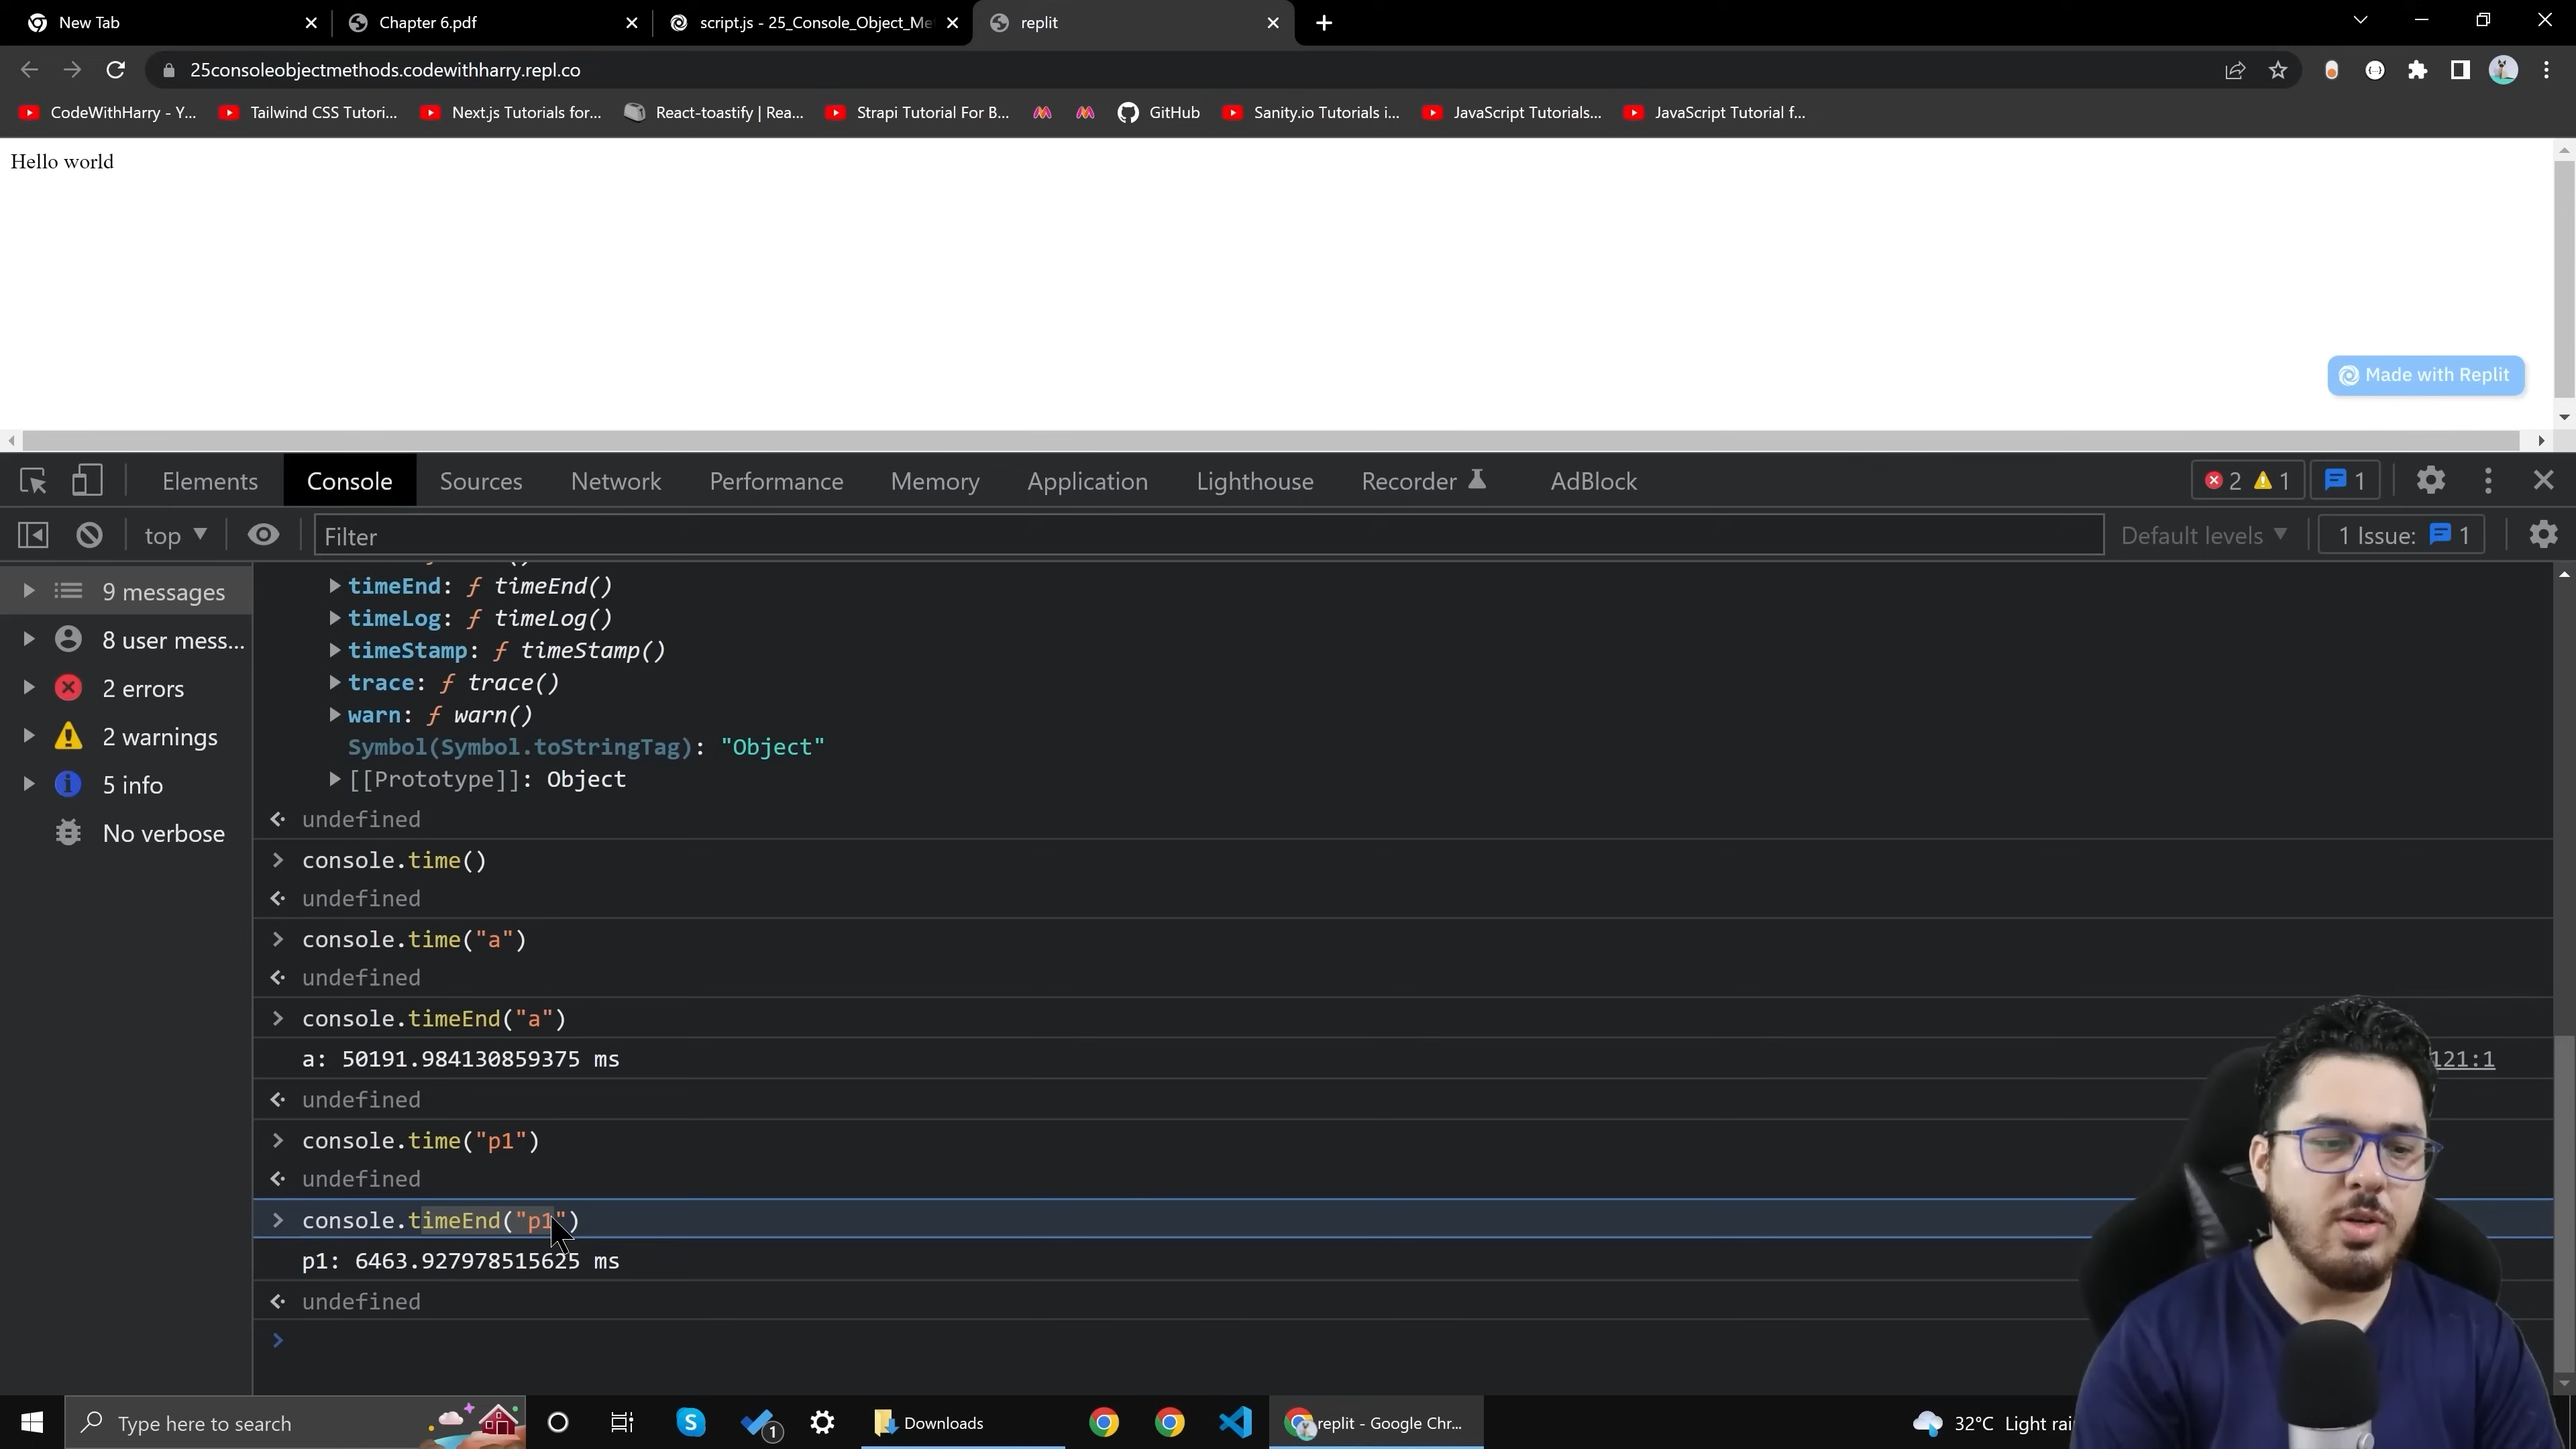 New Tab
Chapter 6.pdf
script.js - 25_Console_Object_Me
replit
25consoleobjectmethods.codewithharry.repl.co
CodeWithHarry - Y...
Tailwind CSS Tutori...
Next.js Tutorials for...
React-toastify | Rea...
Strapi Tutorial For B...
GitHub
Sanity.io Tutorials i...
JavaScript Tutorials...
JavaScript Tutorial f...
Hello world
Made with Replit
Elements
Console
Sources
Network
Performance
Memory
Application
Lighthouse
Recorder
AdBlock
2
1
1
top
Filter
Default levels
1 Issue:
1
9 messages
8 user mess...
2 errors
2 warnings
5 info
No verbose
timeEnd: ƒ timeEnd()
timeLog: ƒ timeLog()
timeStamp: ƒ timeStamp()
trace: ƒ trace()
warn: ƒ warn()
Symbol(Symbol.toStringTag): "Object"
[[Prototype]]: Object
undefined
console.time()
undefined
console.time("a")
undefined
console.timeEnd("a")
a: 50191.984130859375 ms
121:1
undefined
console.time("p1")
undefined
console.timeEnd("p1")
p1: 6463.927978515625 ms
undefined
Type here to search
1
Downloads
replit - Google Chr...
32°C Light rai